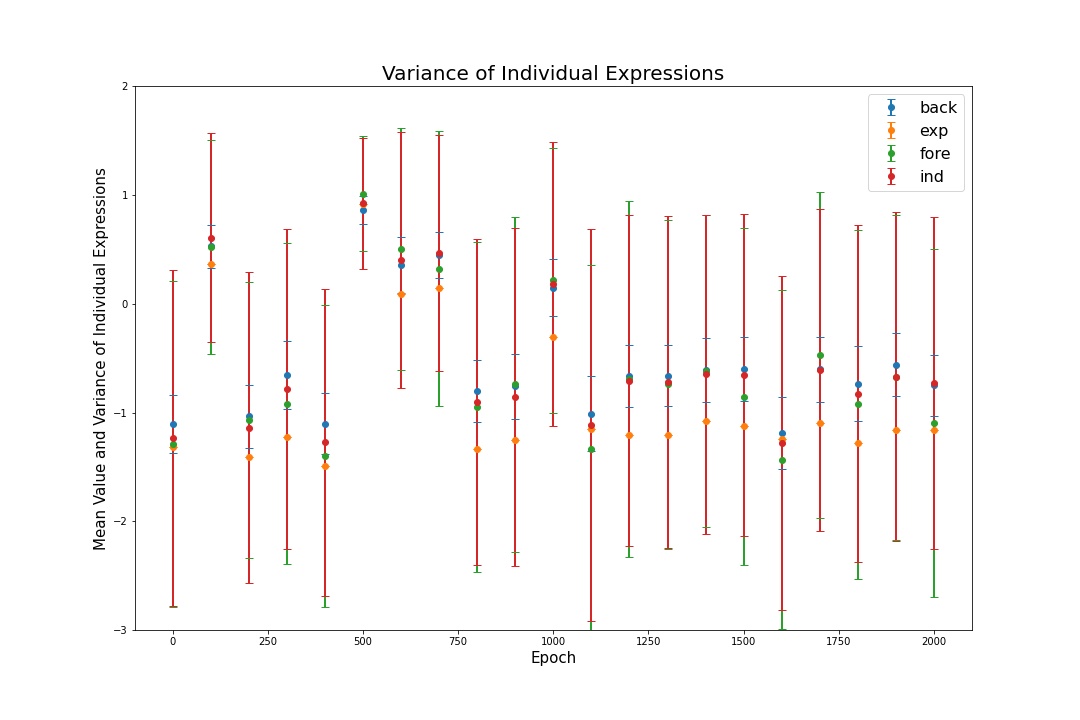 Variance of Individual Expressions
Mean Value and Variance of Individual Expressions
2
1
0
−1
−2
−3
back
exp
fore
ind
0 250 500 750 1000 1250 1500 1750 2000
Epoch